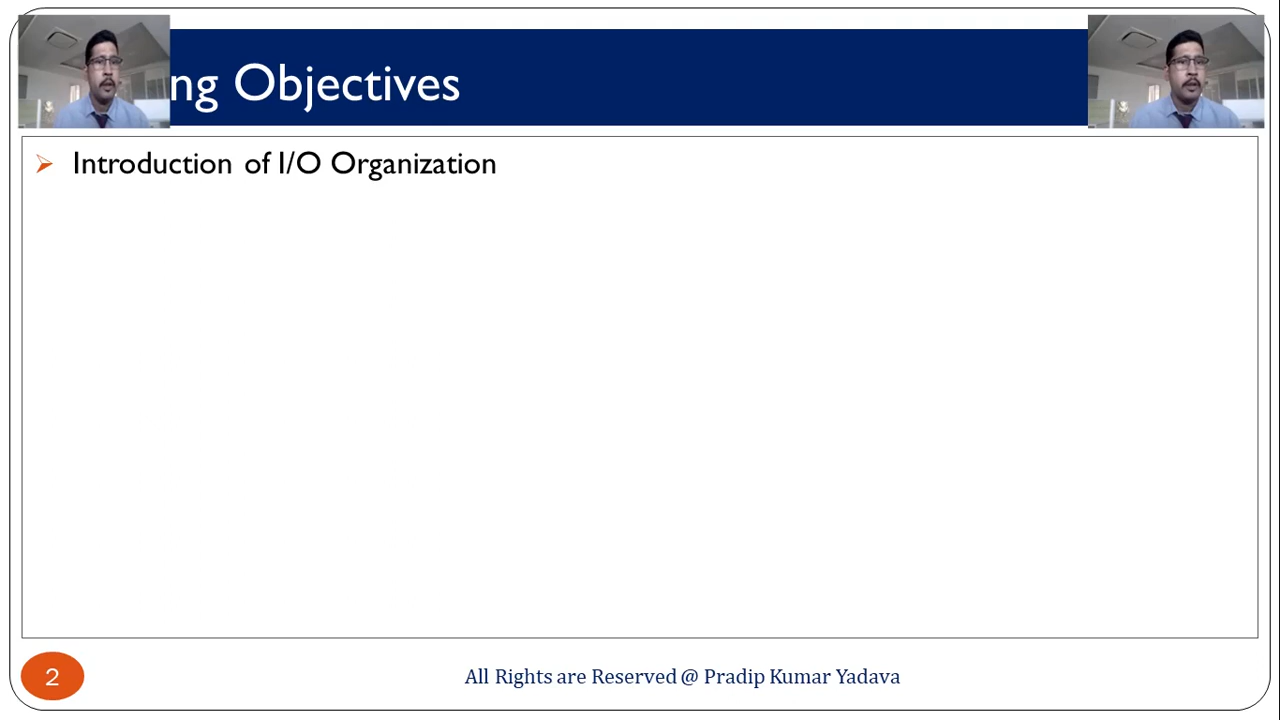 ng Objectives
Introduction of I/O Organization
2
All Rights are Reserved @ Pradip Kumar Yadava